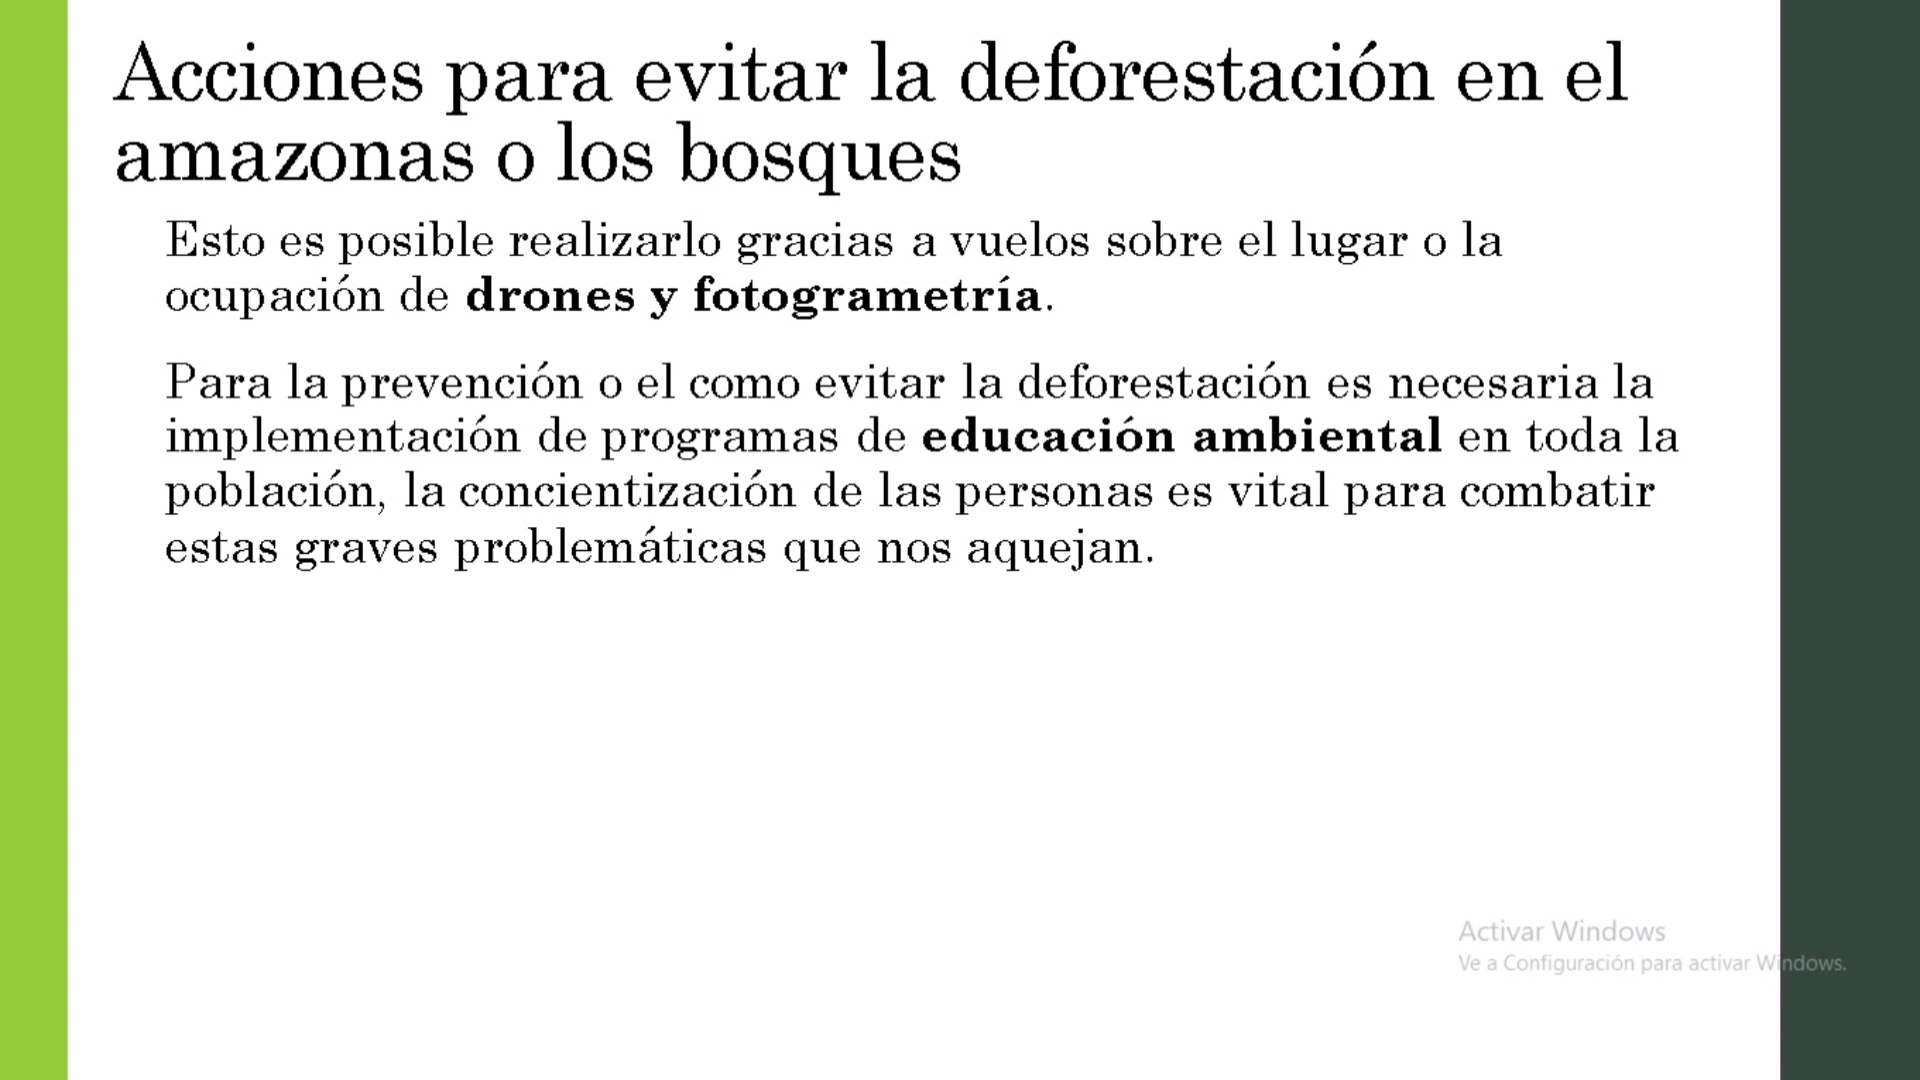 Acciones para evitar la deforestación en el
amazonas o los bosques
Esto es posible realizarlo gracias a vuelos sobre el lugar o la
ocupación de drones y fotogrametría.
Para la prevención o el como evitar la deforestación es necesaria la
implementación de programas de educación ambiental en toda la
población, la concientización de las personas es vital para combatir
estas graves problemáticas que nos aquejan.
Activar Windows
Ve a Configuración para activar Windows.